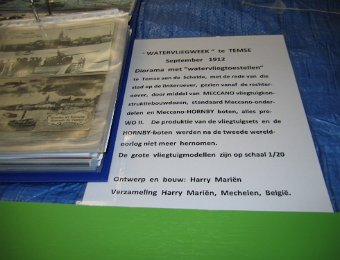 "WATERVLIEGWEEK" te TEMSE
September 1912
Diorama met "watervliegtoestellen"
te Temse aan de Schelde, met de rede van die
stad op de linkeroever, gezien vanaf de rechter-
oever, door middel van MECCANO vliegtuigkon-
struktiebouwdozen, standaard Meccano-onder-
delen en Meccano-HORNBY boten, alles pre-
WO II. De produktie van de vliegtuigsets en de
HORNBY-boten werden na de tweede wereld-
oorlog niet meer hernomen.
De grote vliegtuigmodellen zijn op schaal 1/20
Ontwerp en bouw: Harry Mariën
Verzameling Harry Mariën, Mechelen, België.